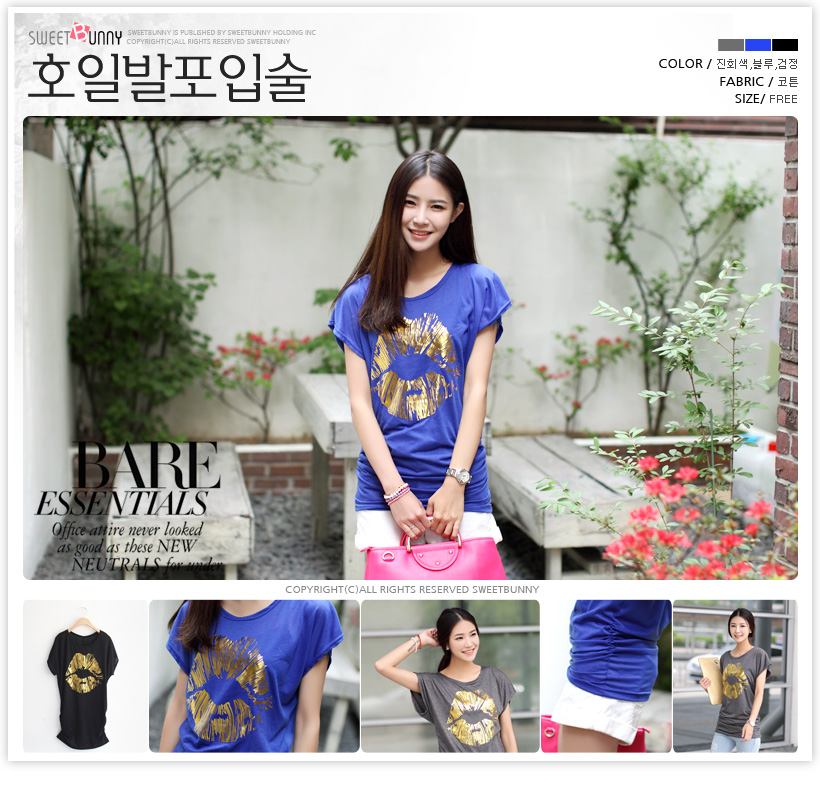 SWEETBUNNY
SWEETBUNNY IS PUBLISHED BY SWEETBUNNY HOLDING INC
COPYRIGHT(C)ALL RIGHTS RESERVED SWEETBUNNY
호일발포입술
COLOR / 진회색,블루,검정
FABRIC / 코튼
SIZE/ FREE
BARE
ESSENTIALS
Office attire never looked
as good as these NEW
NEUTRALS for under
COPYRIGHT(C)ALL RIGHTS RESERVED SWEETBUNNY